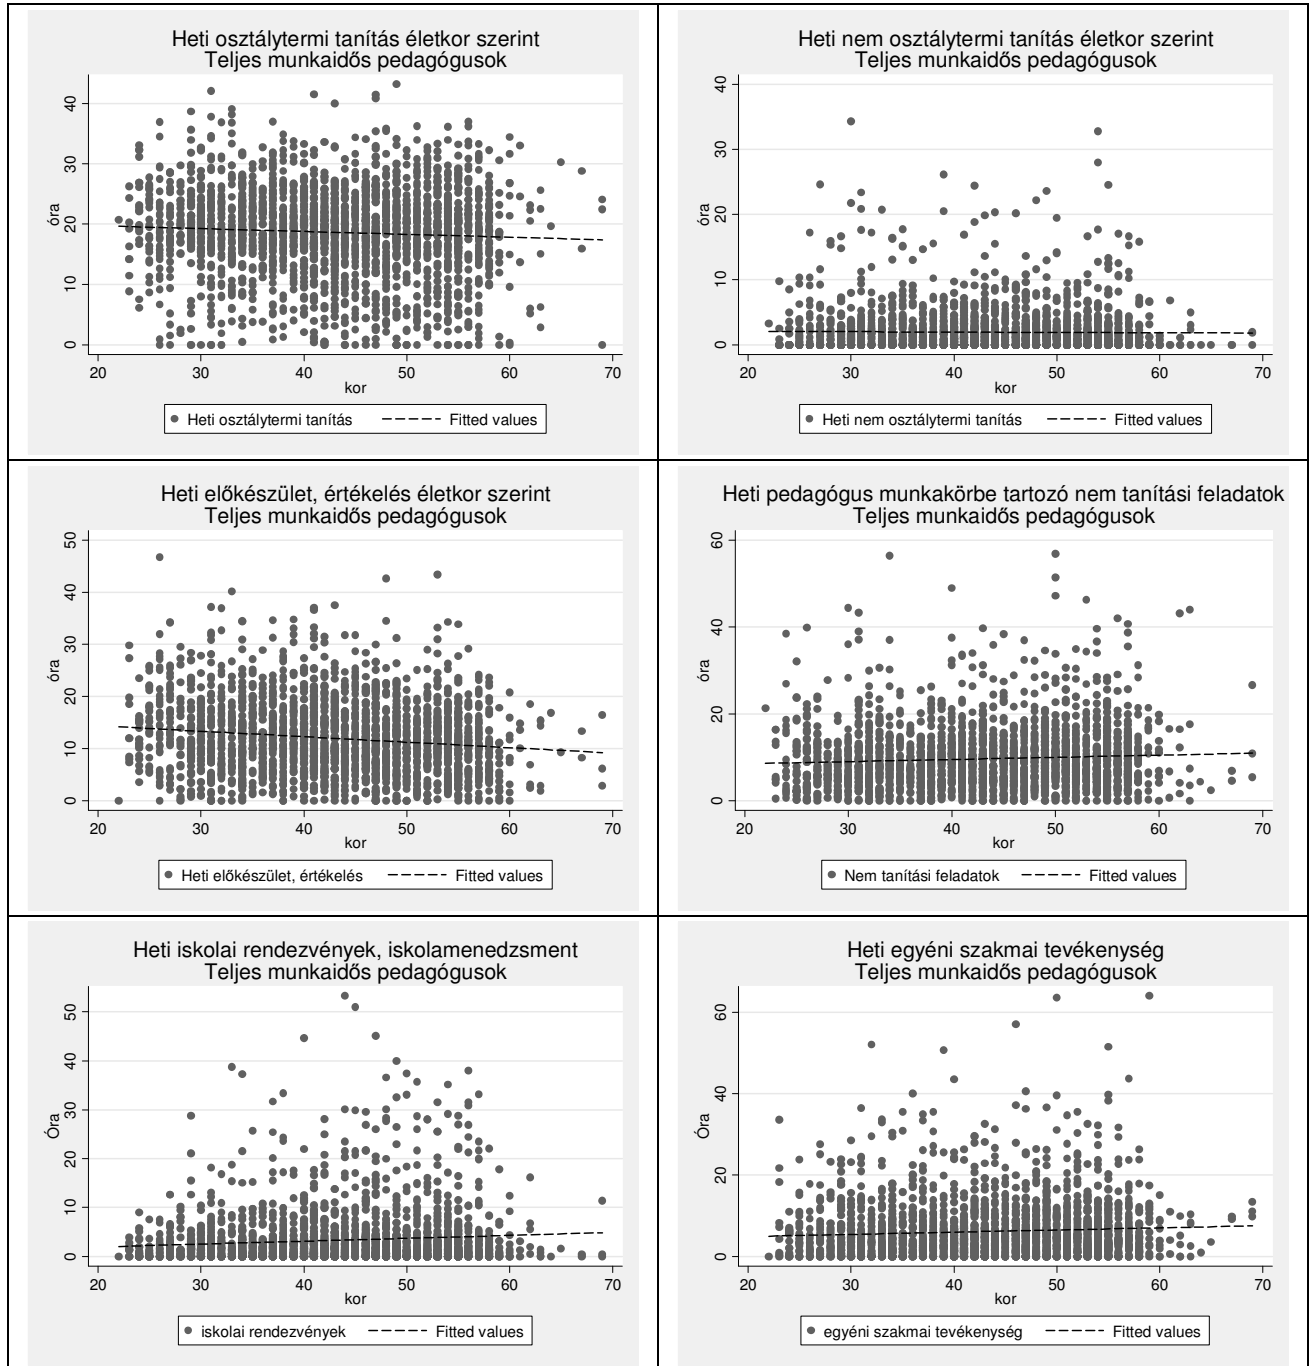 Heti osztálytermi tanítás életkor szerint
Teljes munkaidős pedagógusok
40
30
20
10
0
óra
20 30 40 50 60 70
kor
Heti osztálytermi tanítás Fitted values
Heti nem osztálytermi tanítás életkor szerint
Teljes munkaidős pedagógusok
40
30
20
10
0
óra
20 30 40 50 60 70
kor
Heti nem osztálytermi tanítás Fitted values
Heti előkészület, értékelés életkor szerint
Teljes munkaidős pedagógusok
50
40
30
20
10
0
óra
20 30 40 50 60 70
kor
Heti előkészület, értékelés Fitted values
Heti pedagógus munkakörbe tartozó nem tanítási feladatok
Teljes munkaidős pedagógusok
60
40
20
0
óra
20 30 40 50 60 70
kor
Nem tanítási feladatok Fitted values
Heti iskolai rendezvények, iskolamenedzsment
Teljes munkaidős pedagógusok
50
40
30
20
10
0
Óra
20 30 40 50 60 70
kor
iskolai rendezvények Fitted values
Heti egyéni szakmai tevékenység
Teljes munkaidős pedagógusok
60
40
20
0
Óra
20 30 40 50 60 70
kor
egyéni szakmai tevékenység Fitted values